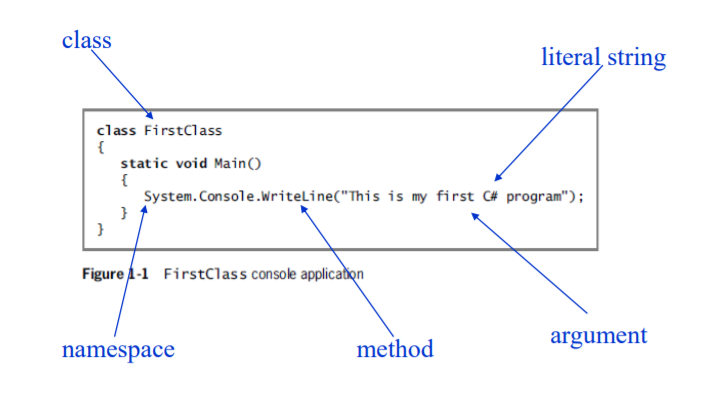 class
literal string
class FirstClass
{
static void Main()
{
System.Console.WriteLine("This is my first C# program");
}
}
Figure 1-1 FirstClass console application
namespace
method
argument